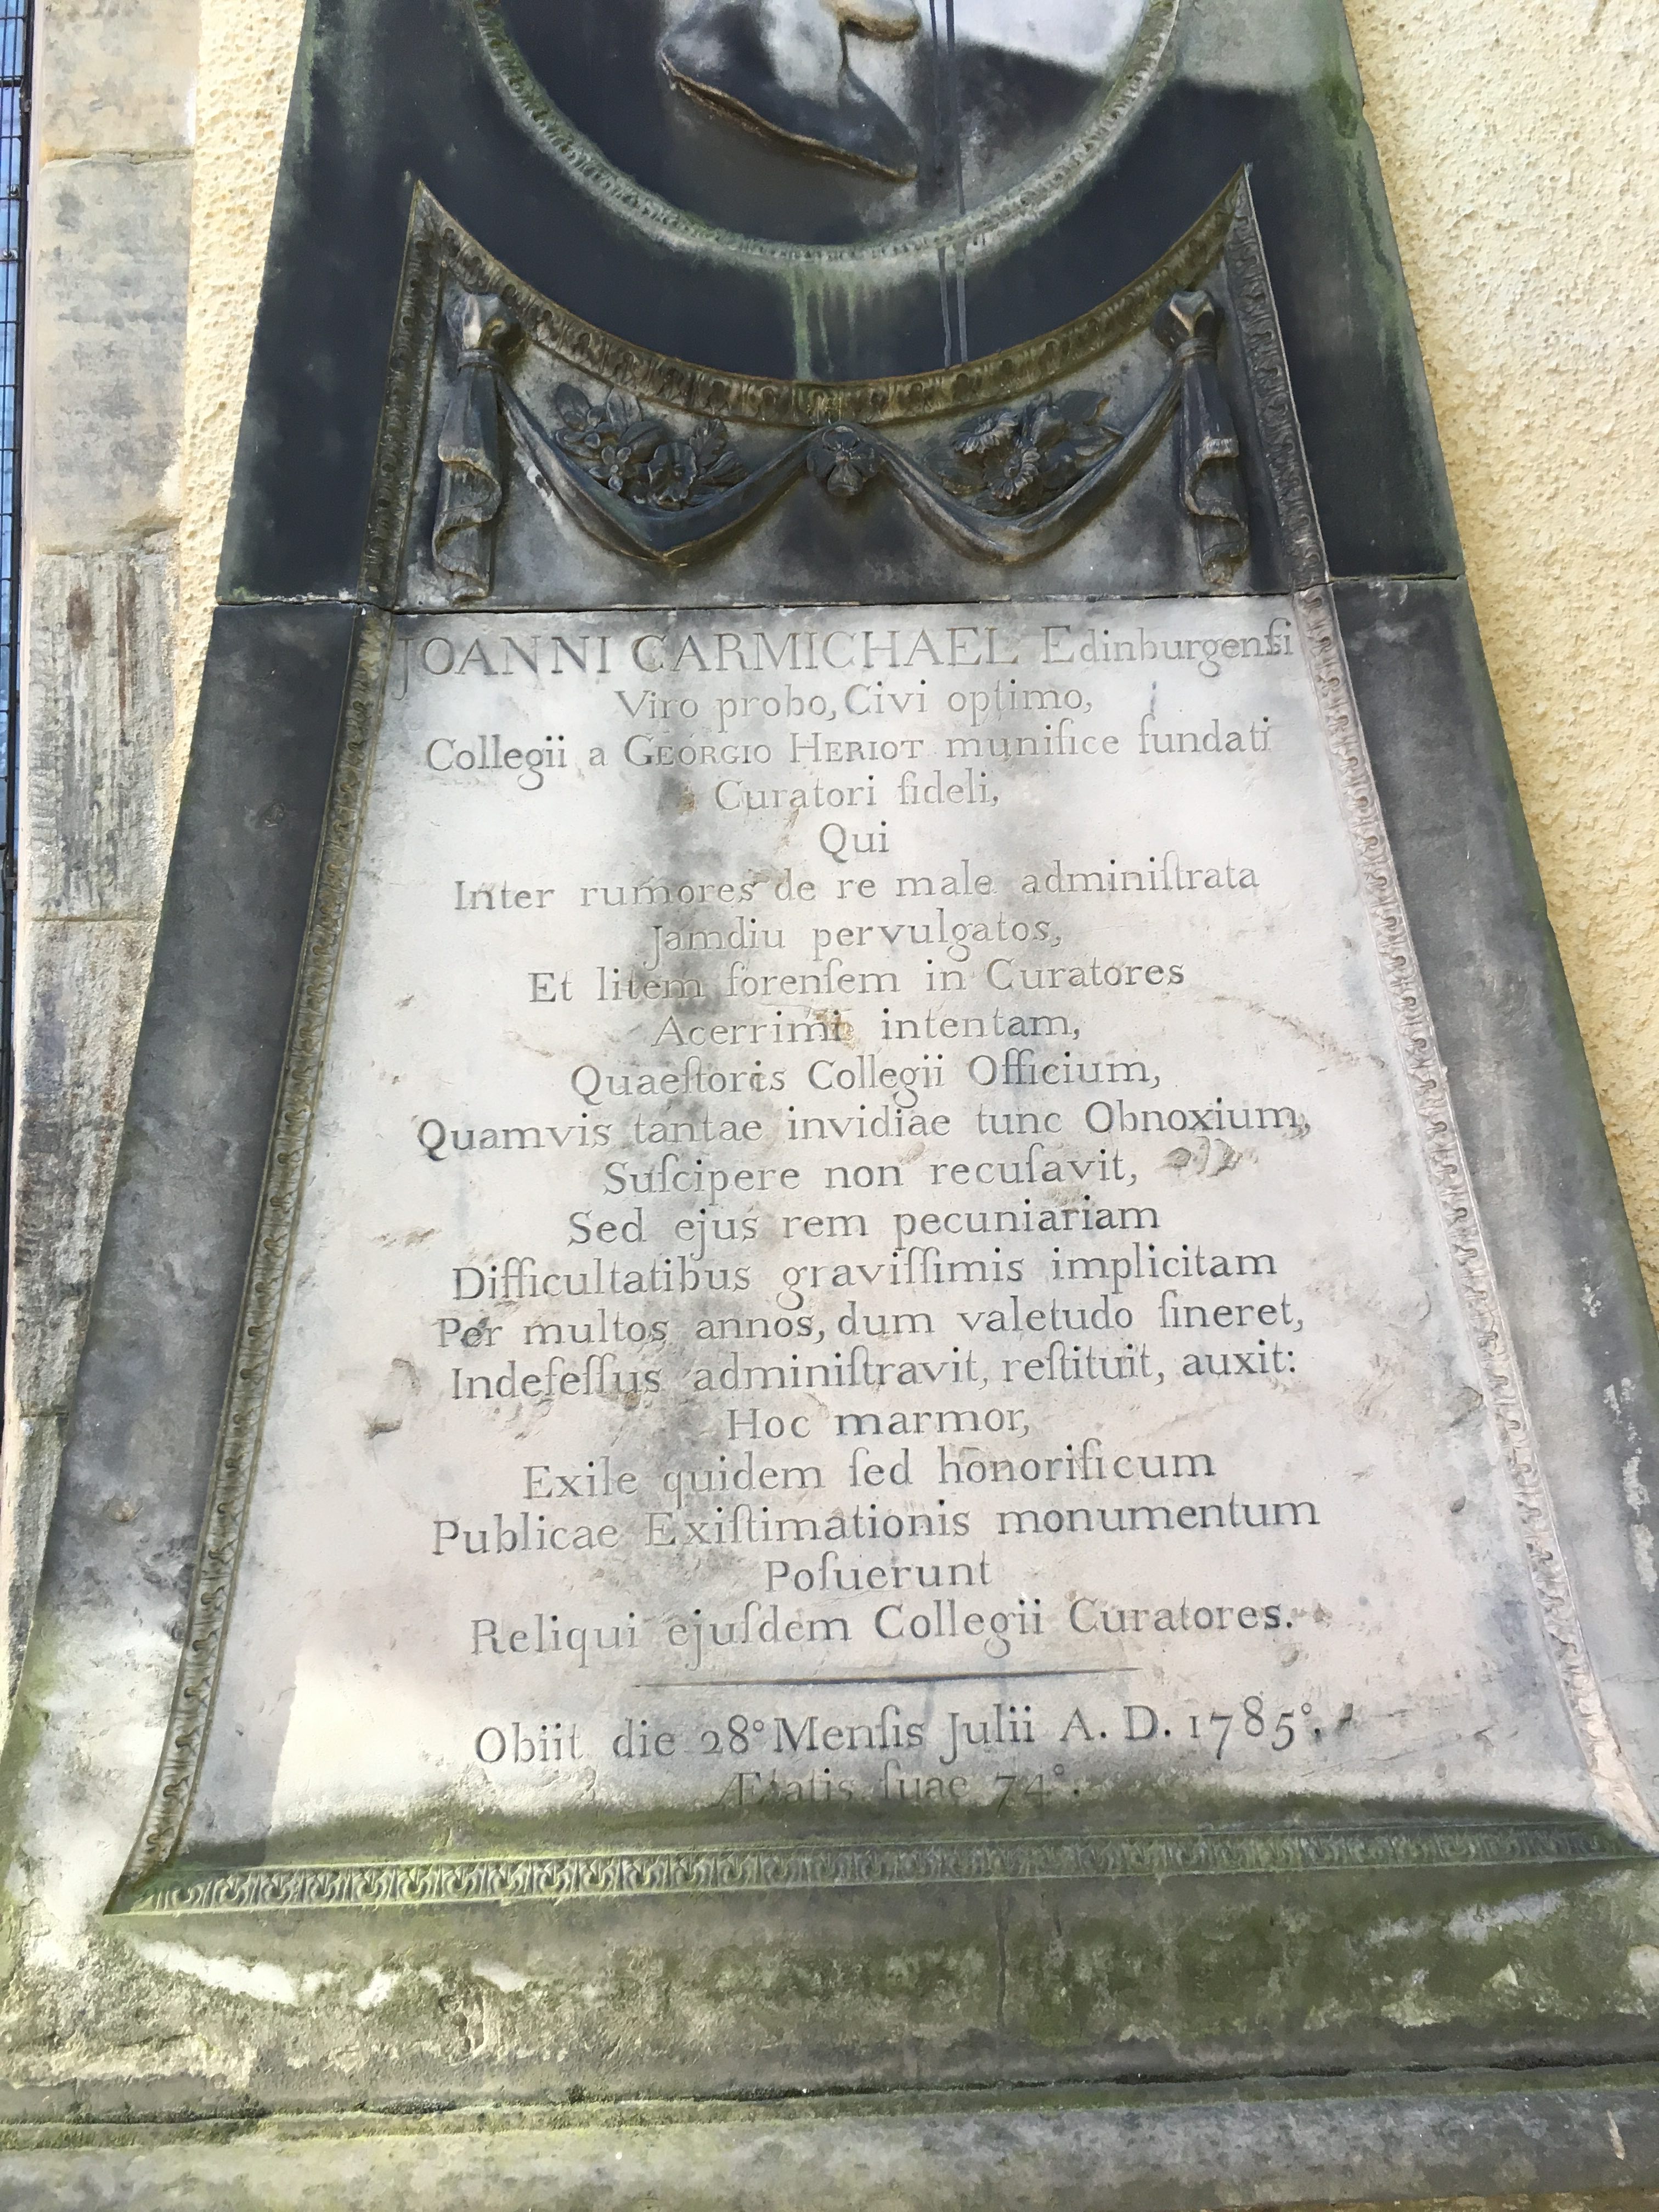 JOANNI CARMICHAEL Edinburgenſi
Viro probo, Civi optimo,
Collegii a GEORGIO HERIOT munifice fundati
Curatori fideli,
Qui
Inter rumores de re male adminiſtrata
Jamdiu pervulgatos,
Et litem forenſem in Curatores
Acerrimi intentam,
Quaeſtoris Collegii Officium,
Quamvis tantae invidiae tunc Obnoxium,
Suſcipere non recuſavit,
Sed ejus rem pecuniariam
Difficultatibus graviſſimis implicitam
Per multos annos, dum valetudo ſineret,
Indefeſſus adminiſtravit, reſtituit, auxit:
Hoc marmor,
Exile quidem ſed honorificum
Publicae Exiſtimationis monumentum
Poſuerunt
Reliqui ejuſdem Collegii Curatores.
Obiit die 28° Menſis Julii A. D. 1785°.
Ætatis ſuae 74°.